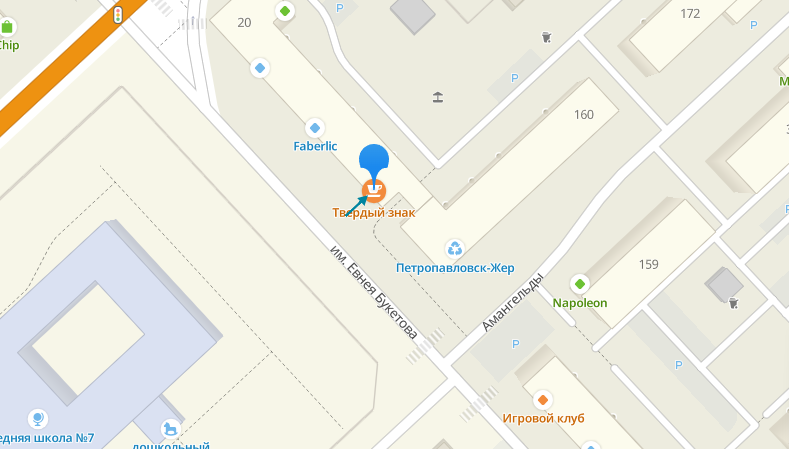 172
20
Chip
P
P
P
160
Faberlic
Твердый знак
Петропавловск-Жер
159
им. Евнея Букетова
Амангельды
Napoleon
P
P
Игровой клуб
едняя школа №7
дошкольный